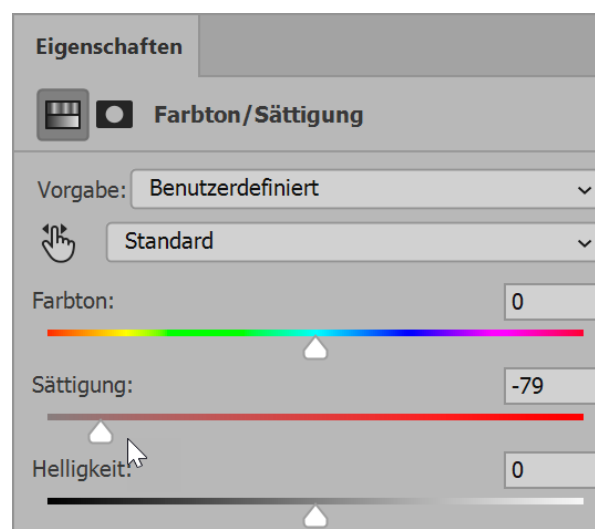 Eigenschaften
Farbton/Sättigung
Vorgabe: Benutzerdefiniert
Standard
Farbton: 0
Sättigung: -79
Helligkeit: 0